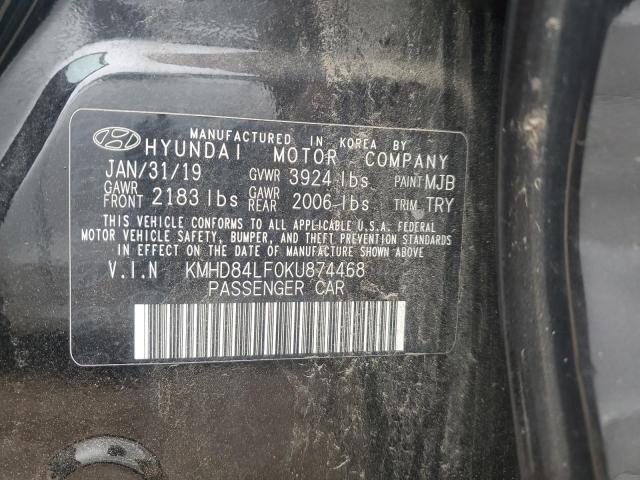 MANUFACTURED IN KOREA BY
HYUNDAI MOTOR COMPANY
JAN/31/19 GVWR 3924 lbs PAINT MJB
GAWR FRONT 2183 lbs GAWR REAR 2006 lbs TRIM TRY
THIS VEHICLE CONFORMS TO ALL APPLICABLE U.S.A. FEDERAL
MOTOR VEHICLE SAFETY, BUMPER, AND THEFT PREVENTION STANDARDS
IN EFFECT ON THE DATE OF MANUFACTURE SHOWN ABOVE
V.I.N KMHD84LF0KU874468
PASSENGER CAR